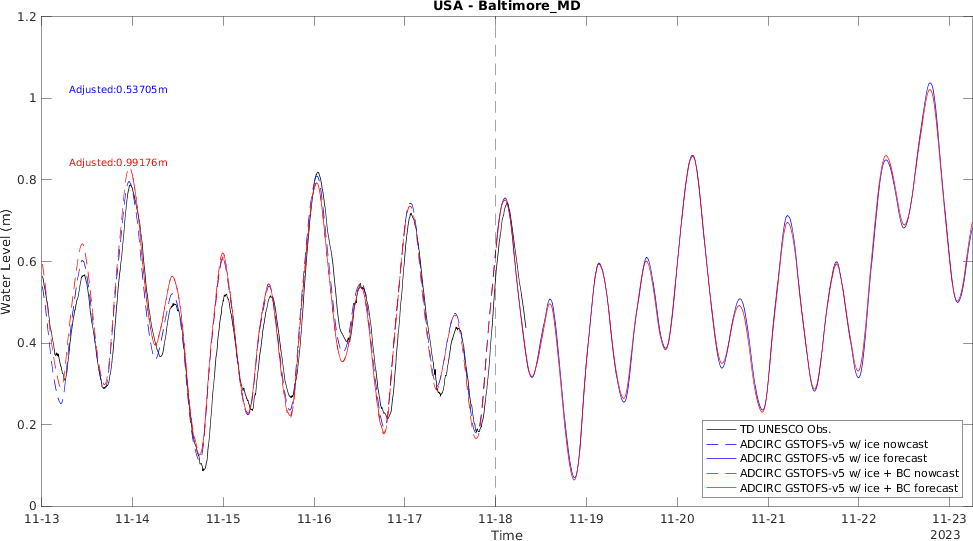 USA - Baltimore_MD
1.2
1
0.8
0.6
0.4
0.2
0
Water Level (m)
Adjusted:0.53705m
Adjusted:0.99176m
TD UNESCO Obs.
ADCIRC GSTOFS-v5 w/ ice nowcast
ADCIRC GSTOFS-v5 w/ ice forecast
ADCIRC GSTOFS-v5 w/ ice + BC nowcast
ADCIRC GSTOFS-v5 w/ ice + BC forecast
11-13 11-14 11-15 11-16 11-17 11-18 11-19 11-20 11-21 11-22 11-23
Time
2023